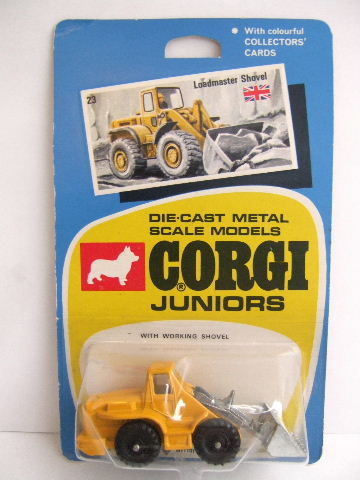 With colourful
COLLECTORS'
CARDS
23
Loadmaster Shovel
DIE-CAST METAL
SCALE MODELS
CORGI
®
JUNIORS
WITH WORKING SHOVEL